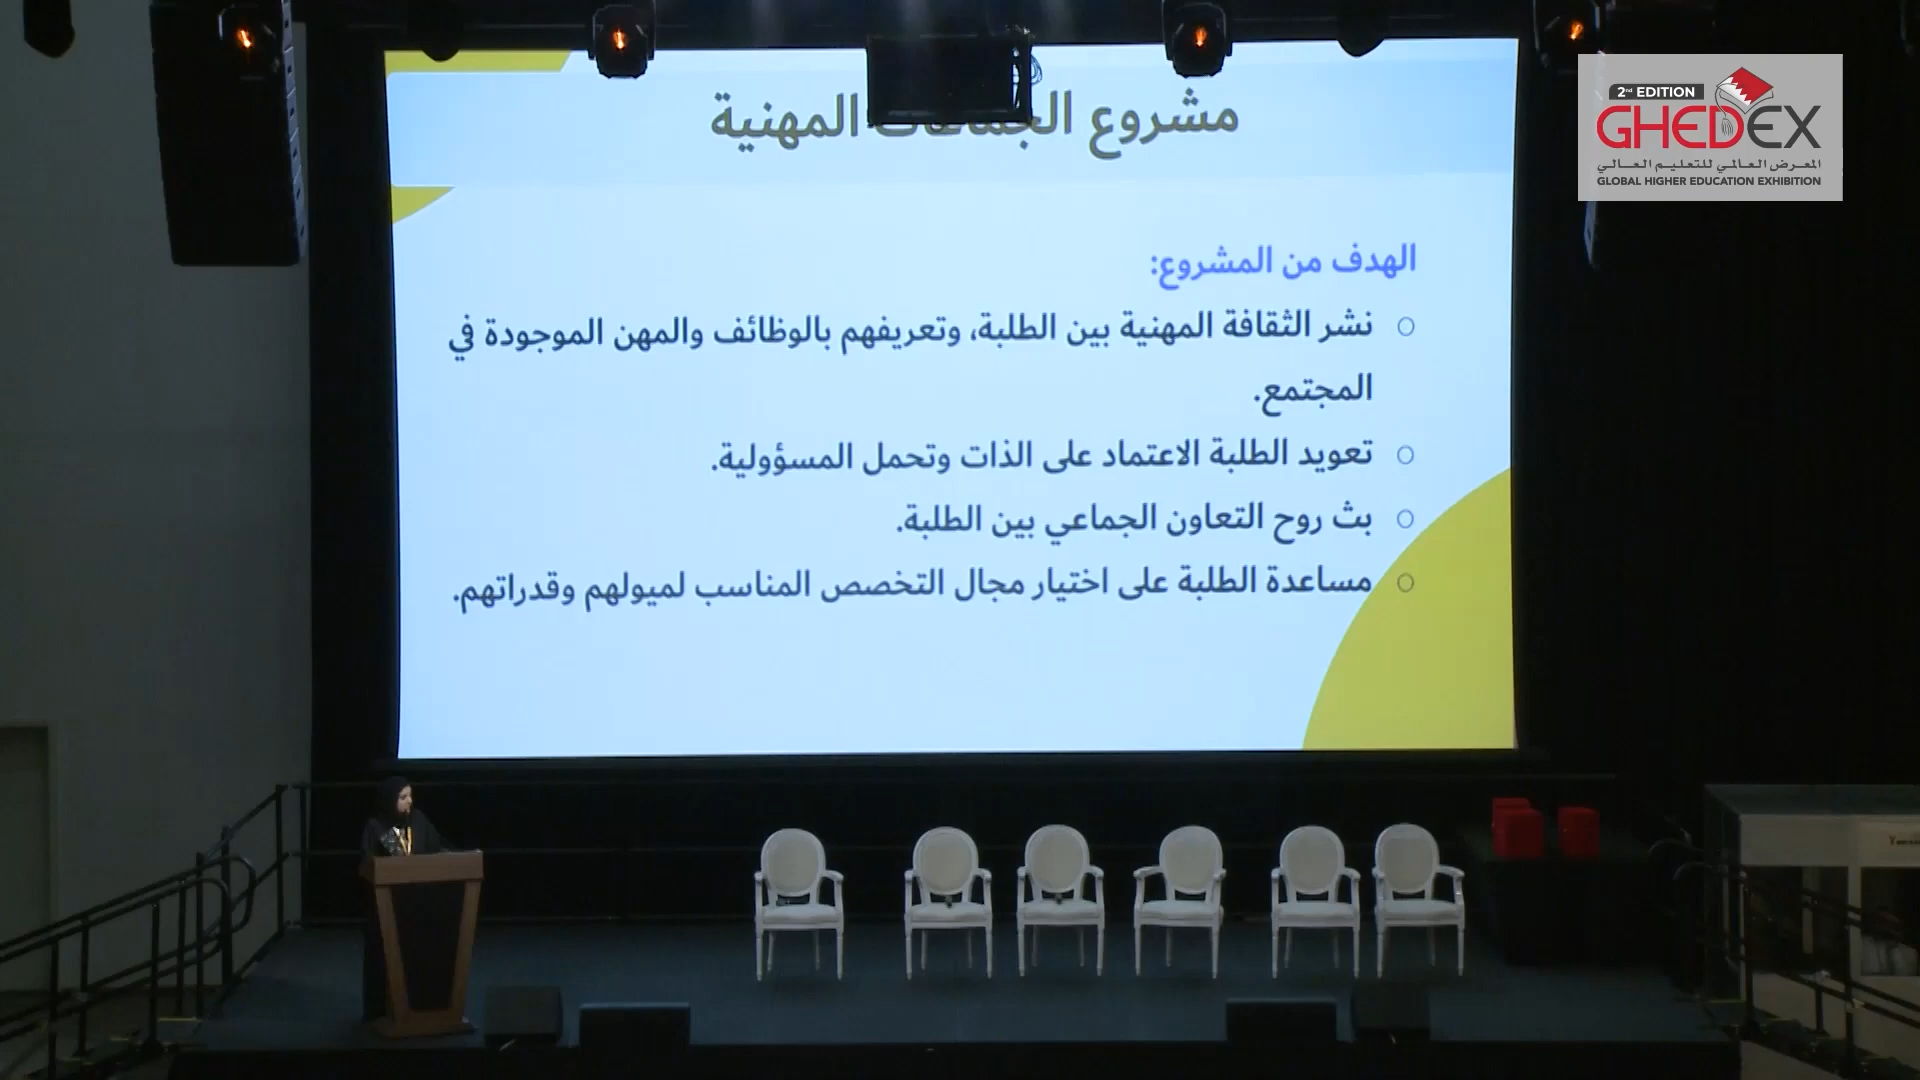 مشروع الجماعات المهنية
الهدف من المشروع:
نشر الثقافة المهنية بين الطلبة، وتعريفهم بالوظائف والمهن الموجودة في
المجتمع.
تعويد الطلبة الاعتماد على الذات وتحمل المسؤولية.
بث روح التعاون الجماعي بين الطلبة.
مساعدة الطلبة على اختيار مجال التخصص المناسب لميولهم وقدراتهم.
2nd EDITION
GHEDEX
المعرض العالمي للتعليم العالي
GLOBAL HIGHER EDUCATION EXHIBITION